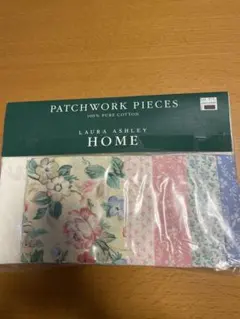 PATCHWORK PIECES
100% PURE COTTON
LAURA ASHLEY
HOME